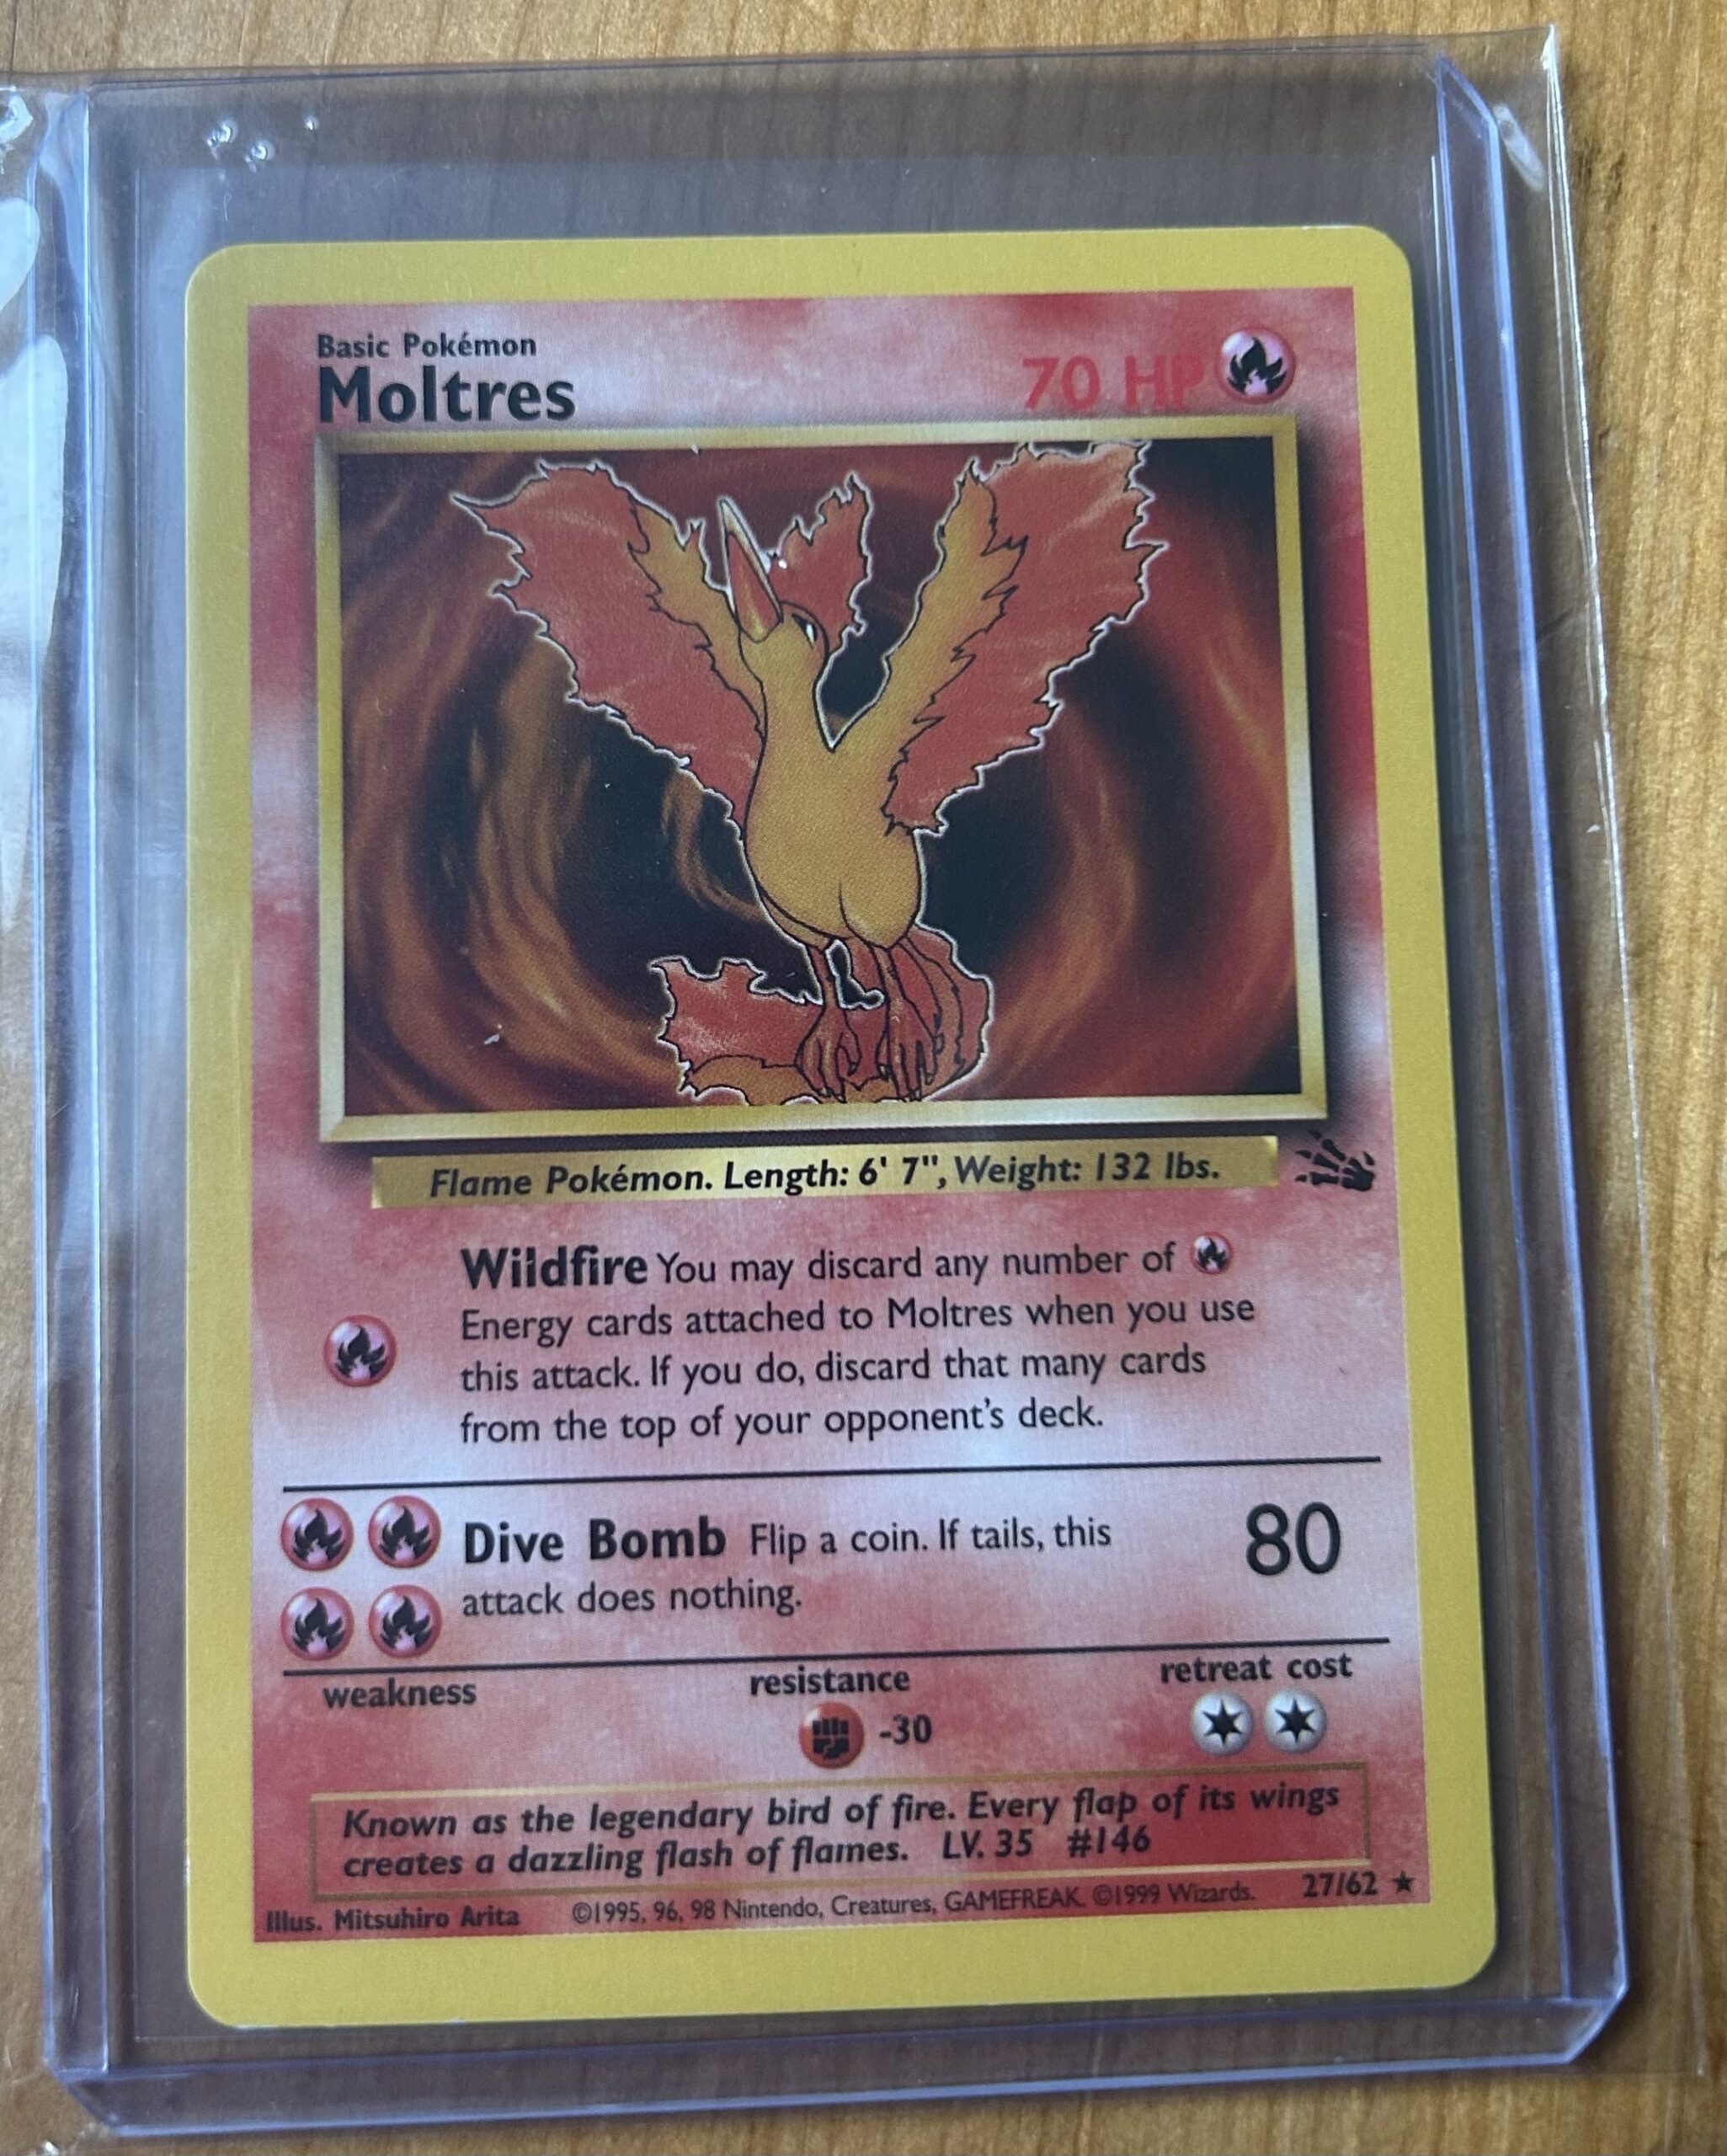 Basic Pokémon
Moltres
70 HP
Flame Pokémon. Length: 6' 7", Weight: 132 lbs.
Wildfire You may discard any number of
Energy cards attached to Moltres when you use
this attack. If you do, discard that many cards
from the top of your opponent's deck.
Dive Bomb Flip a coin. If tails, this
attack does nothing.
80
weakness
resistance
retreat cost
-30
Known as the legendary bird of fire. Every flap of its wings
creates a dazzling flash of flames. LV. 35 #146
Illus. Mitsuhiro Arita
©1995, 96, 98 Nintendo, Creatures, GAMEFREAK. ©1999 Wizards.
27/62 ★